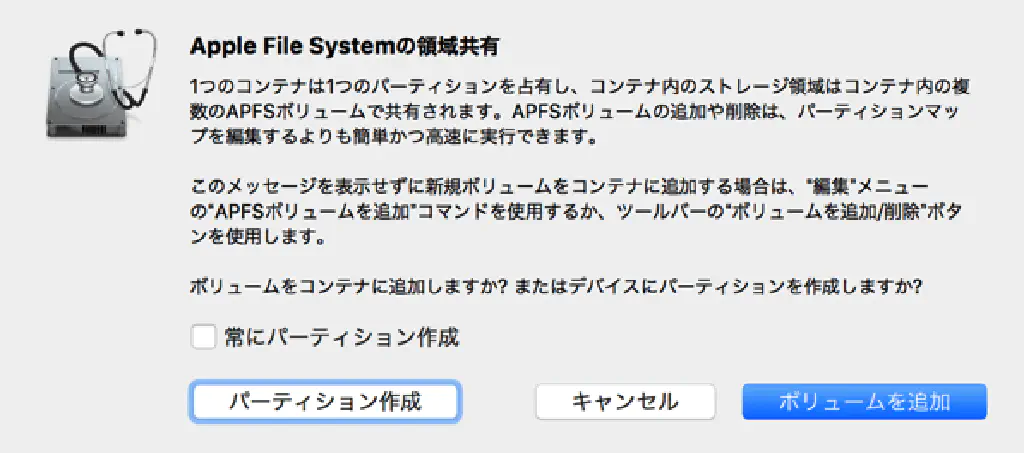 Apple File Systemの領域共有
1つのコンテナは1つのパーティションを占有し、コンテナ内のストレージ領域はコンテナ内の複
数のAPFSボリュームで共有されます。APFSボリュームの追加や削除は、パーティションマッ
プを編集するよりも簡単かつ高速に実行できます。
このメッセージを表示せずに新規ボリュームをコンテナに追加する場合は、"編集"メニュー
の"APFSボリュームを追加"コマンドを使用するか、ツールバーの"ボリュームを追加/削除"ボタ
ンを使用します。
ボリュームをコンテナに追加しますか? またはデバイスにパーティションを作成しますか?
常にパーティション作成
パーティション作成
キャンセル
ボリュームを追加